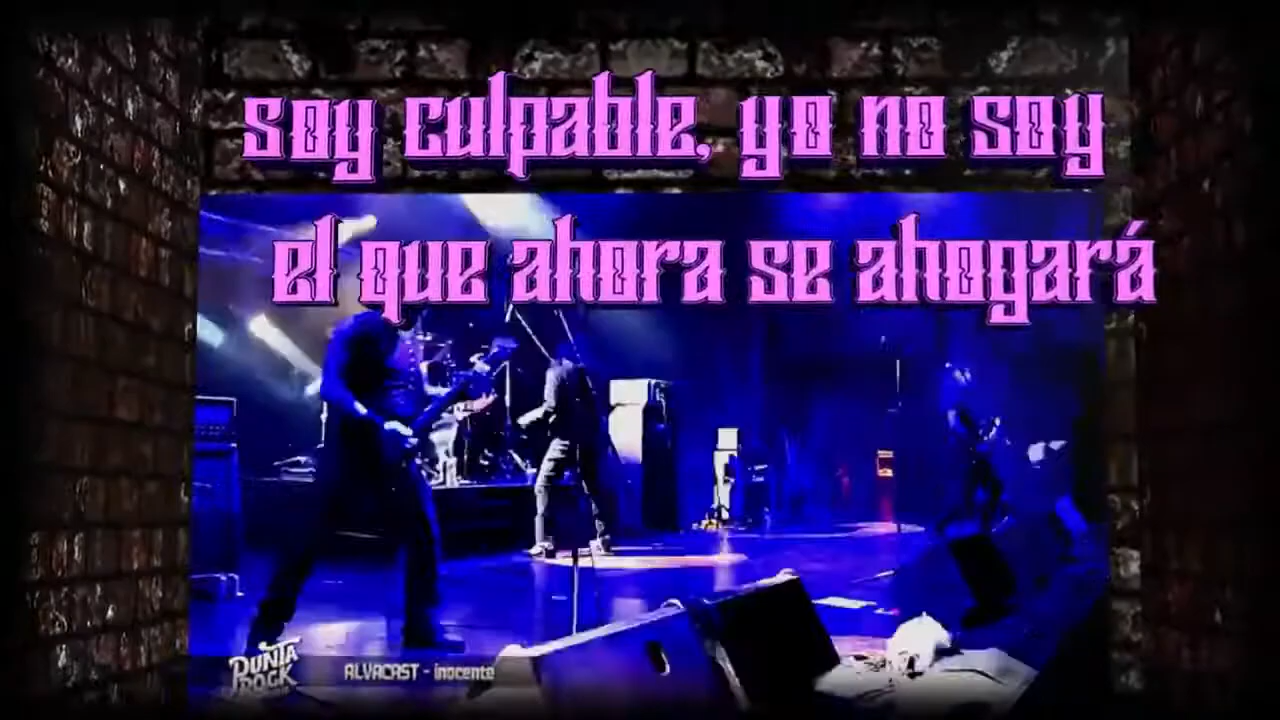 soy culpable, yo no soy
el que ahora se ahogará
PUNTA
ROCK
ALVACAST - inocente